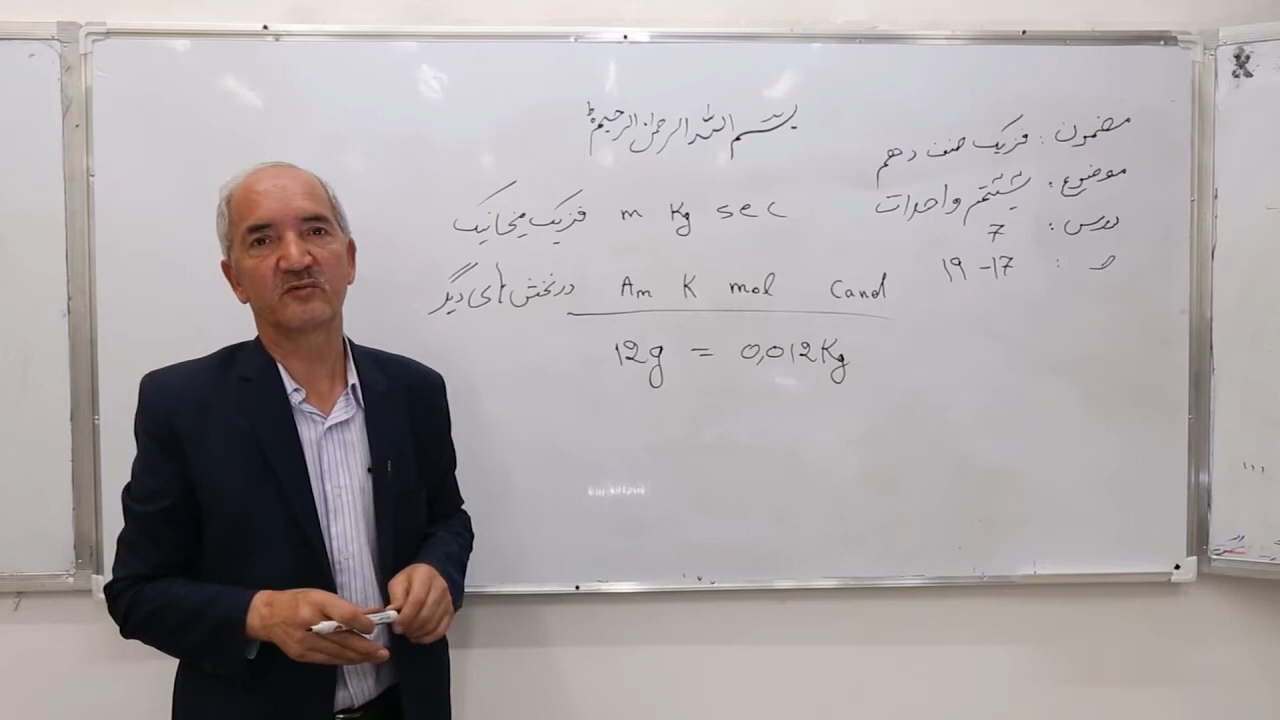 بسم الله الرحمن الرحیم
مضمون: فزیک صنف دهم
موضوع: سیستم واحدات
درس: 7
ص: 17-19
فزیک میخانیک m Kg sec
در بخش های دیگر Am K mol Cand
12g = 0,012Kg